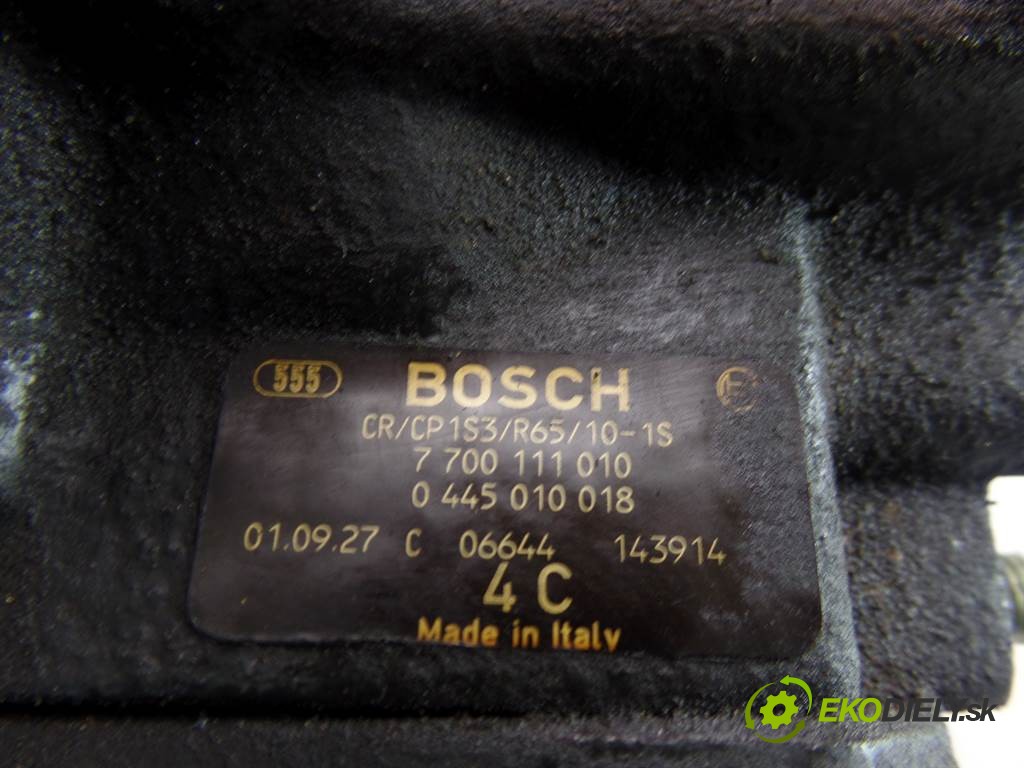 555 BOSCH
CR/CP1S3/R65/10-1S
7 700 111 010
0 445 010 018
01.09.27 C 06644 143914
4 C
Made in Italy
EKODIELY.SK